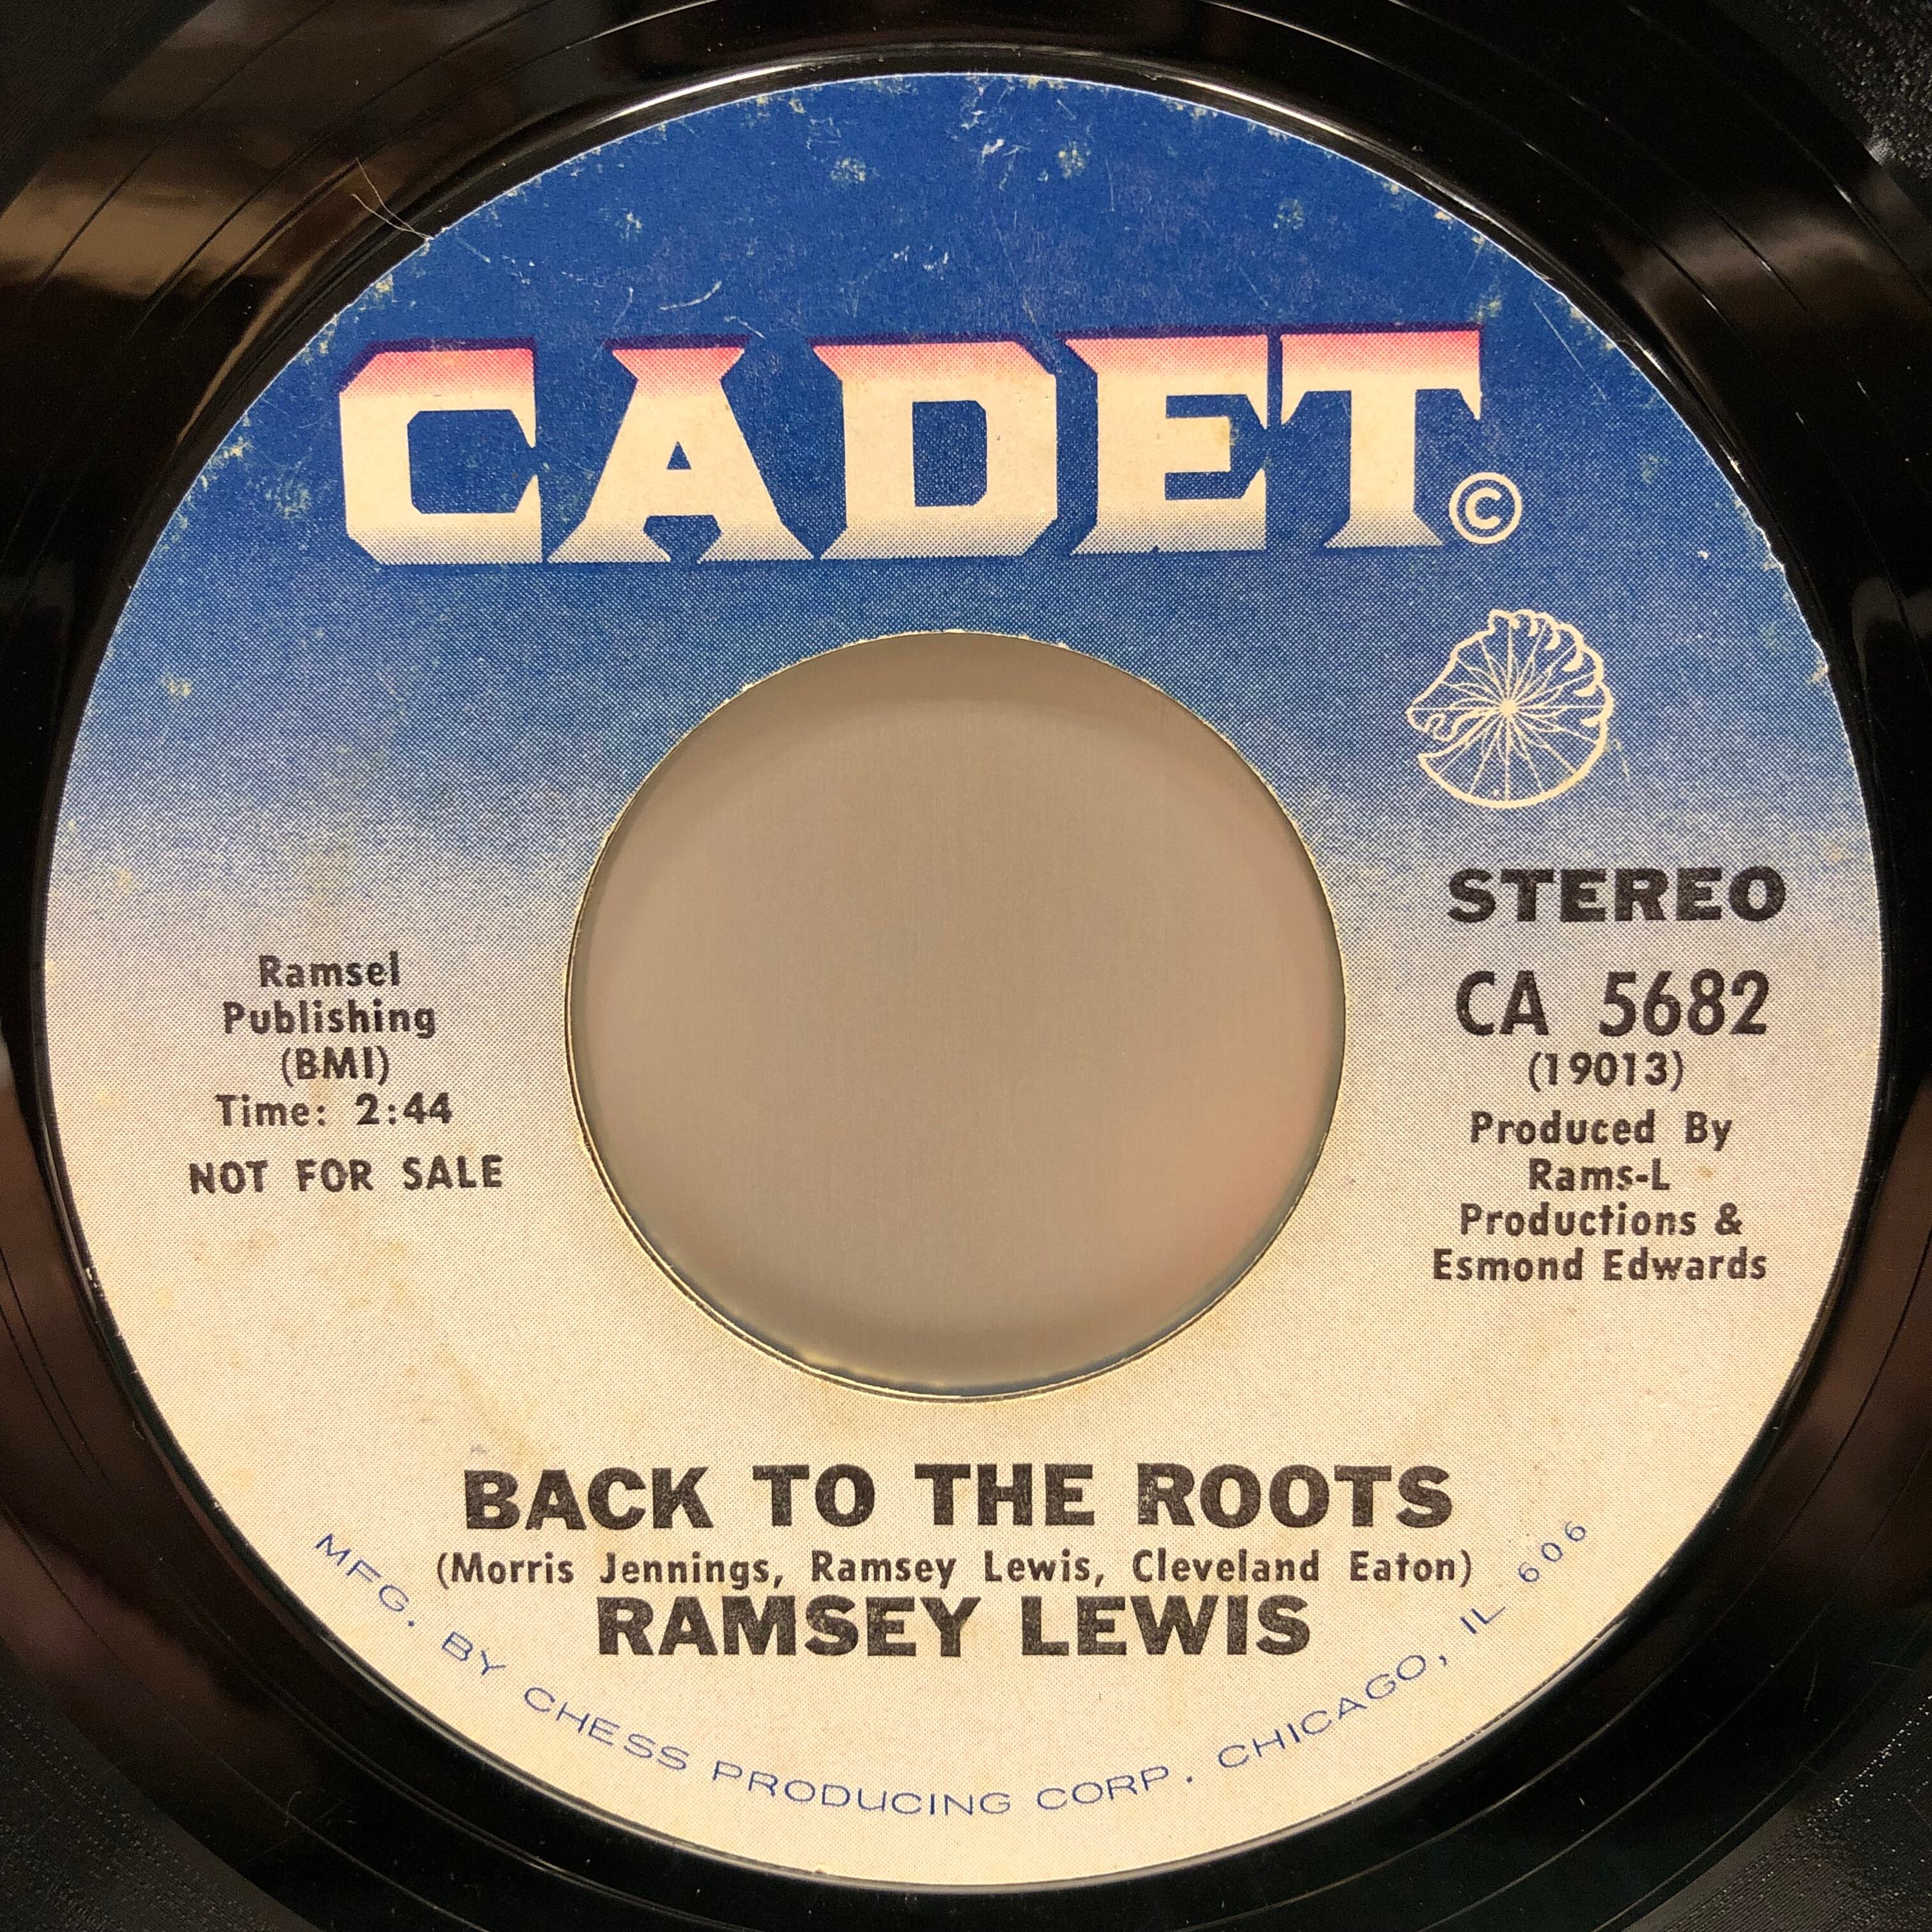 CADET ©
STEREO
CA 5682
(19013)
Produced By
Rams-L
Productions &
Esmond Edwards
Ramsel
Publishing
(BMI)
Time: 2:44
NOT FOR SALE
BACK TO THE ROOTS
(Morris Jennings, Ramsey Lewis, Cleveland Eaton)
RAMSEY LEWIS
MFG. BY CHESS PRODUCING CORP. CHICAGO, IL 606